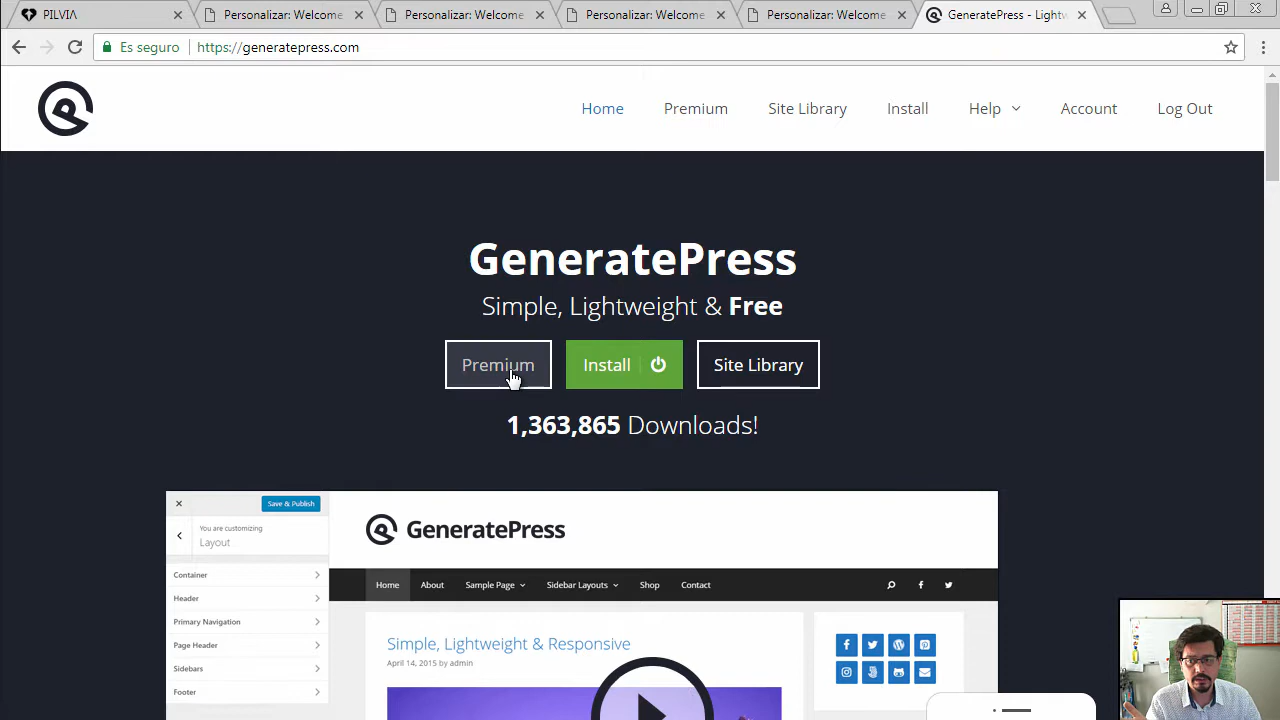 PILVIA
Personalizar: Welcome
Personalizar: Welcome
Personalizar: Welcome
Personalizar: Welcome
GeneratePress - Lightw
Es seguro
https://generatepress.com
Home
Premium
Site Library
Install
Help
Account
Log Out
GeneratePress
Simple, Lightweight & Free
Premium
Install
Site Library
1,363,865 Downloads!
Save & Publish
You are customizing
Layout
Container
Header
Primary Navigation
Page Header
Sidebars
Footer
GeneratePress
Home
About
Sample Page
Sidebar Layouts
Shop
Contact
Simple, Lightweight & Responsive
April 14, 2015 by admin